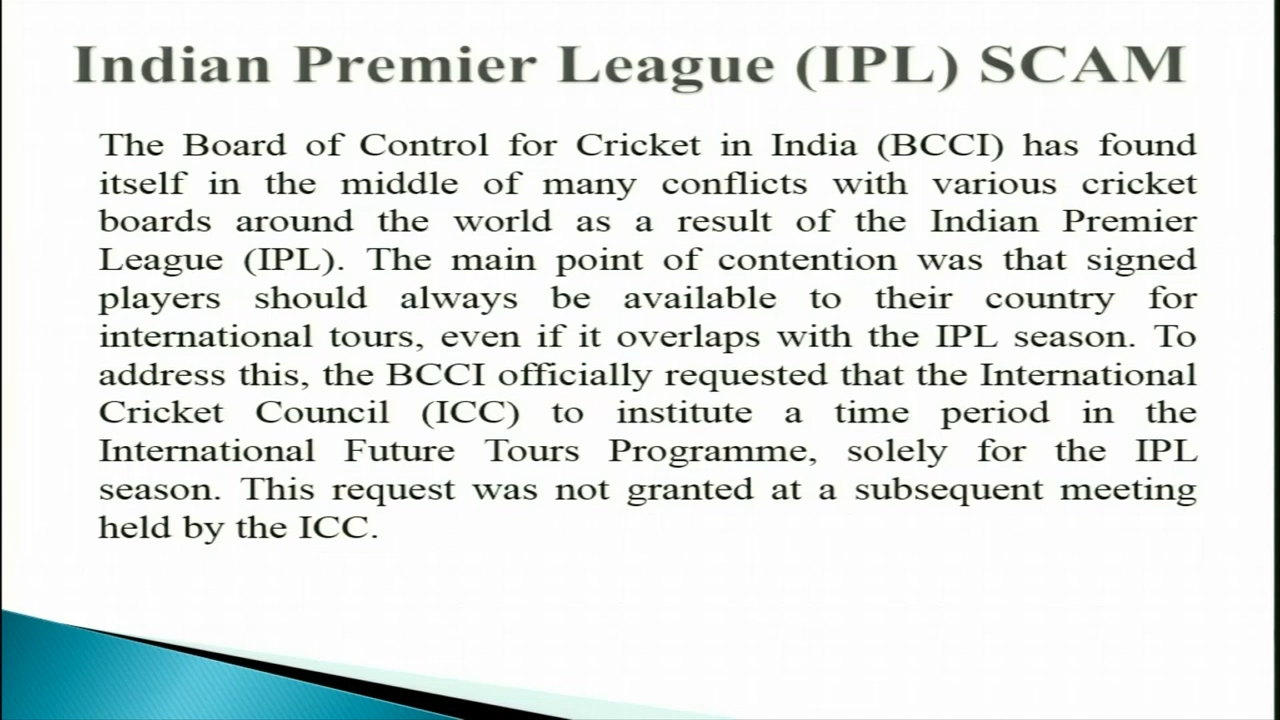 Indian Premier League (IPL) SCAM
The Board of Control for Cricket in India (BCCI) has found
itself in the middle of many conflicts with various cricket
boards around the world as a result of the Indian Premier
League (IPL). The main point of contention was that signed
players should always be available to their country for
international tours, even if it overlaps with the IPL season. To
address this, the BCCI officially requested that the International
Cricket Council (ICC) to institute a time period in the
International Future Tours Programme, solely for the IPL
season. This request was not granted at a subsequent meeting
held by the ICC.